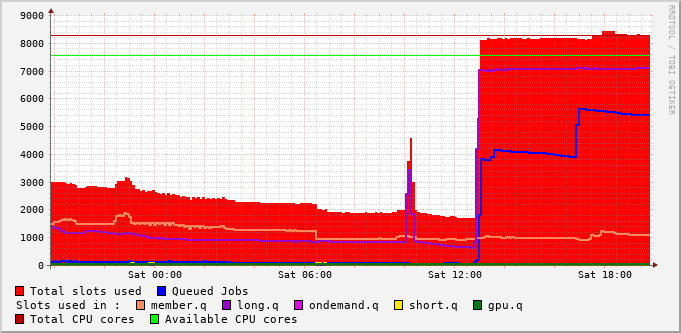 9000
8000
7000
6000
5000
4000
3000
2000
1000
0
Sat 00:00 Sat 06:00 Sat 12:00 Sat 18:00
RRDTOOL / TOBI OETIKER
Total slots used Queued Jobs
Slots used in : member.q long.q ondemand.q short.q gpu.q
Total CPU cores Available CPU cores